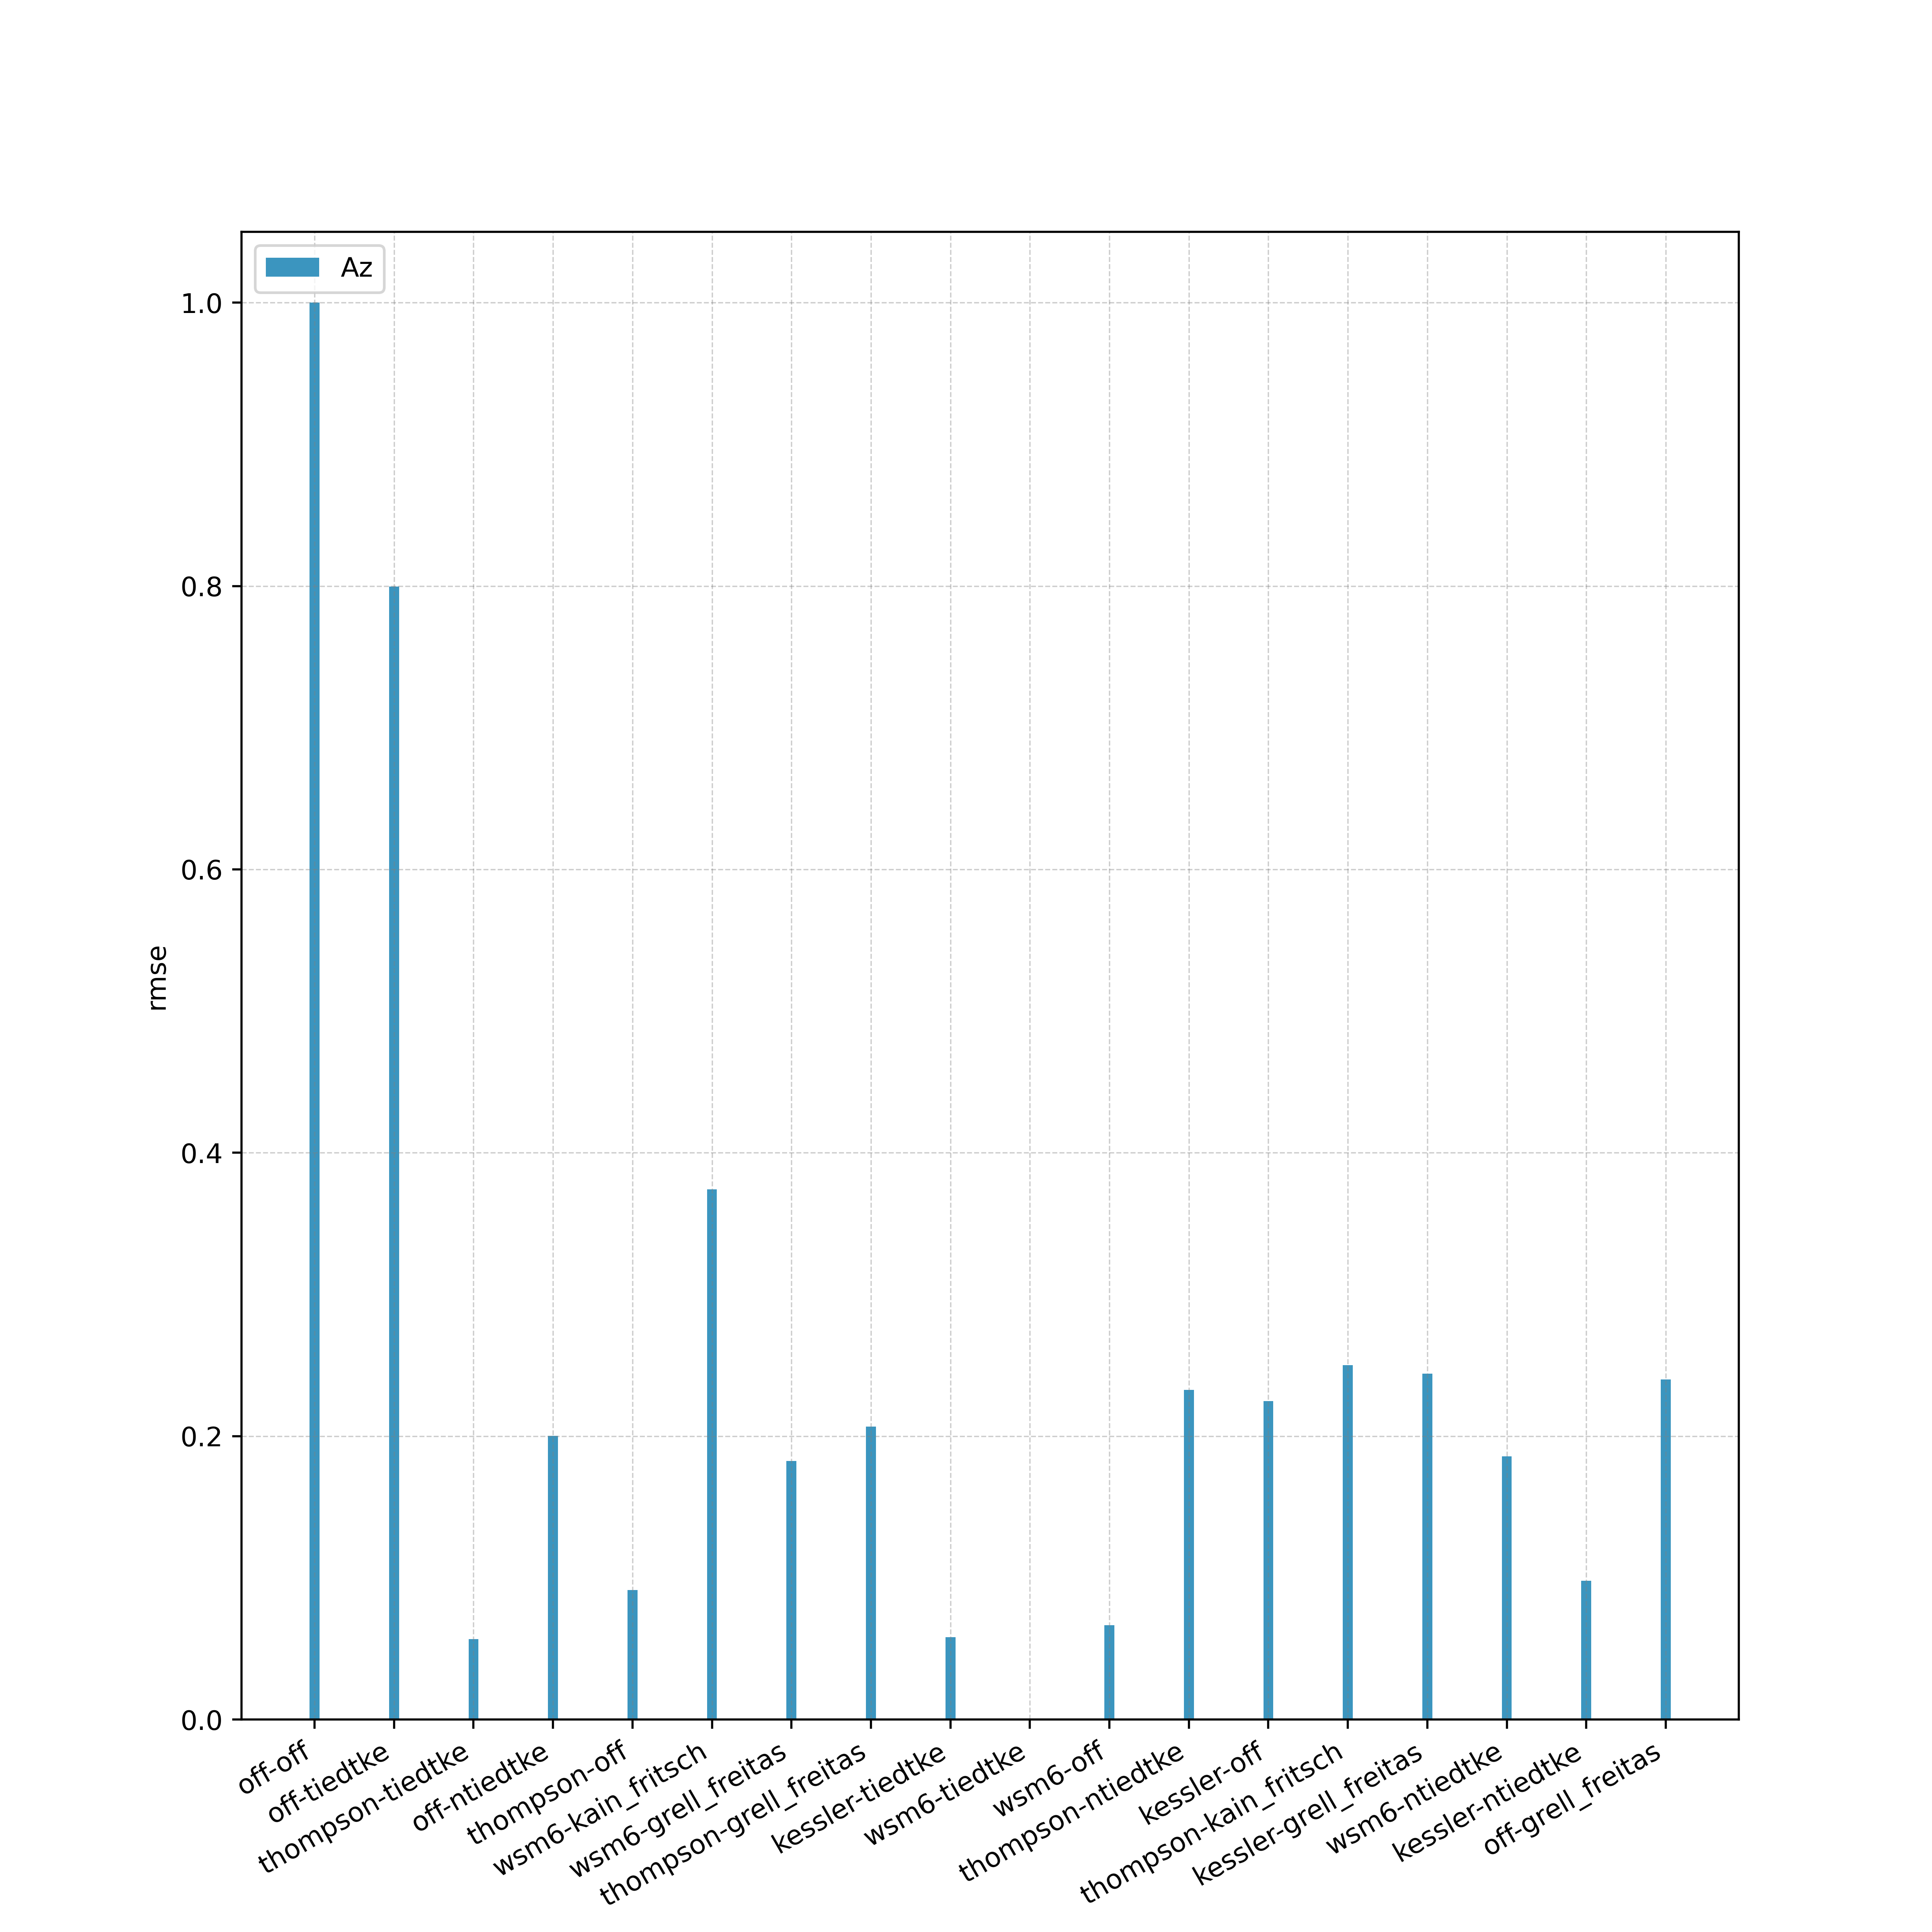 Az
1.0
0.8
0.6
0.4
0.2
0.0
rmse
off-off
off-tiedtke
thompson-tiedtke
off-ntiedtke
thompson-off
wsm6-kain_fritsch
wsm6-grell_freitas
thompson-grell_freitas
kessler-tiedtke
wsm6-tiedtke
wsm6-off
thompson-ntiedtke
kessler-off
thompson-kain_fritsch
kessler-grell_freitas
wsm6-ntiedtke
kessler-ntiedtke
off-grell_freitas